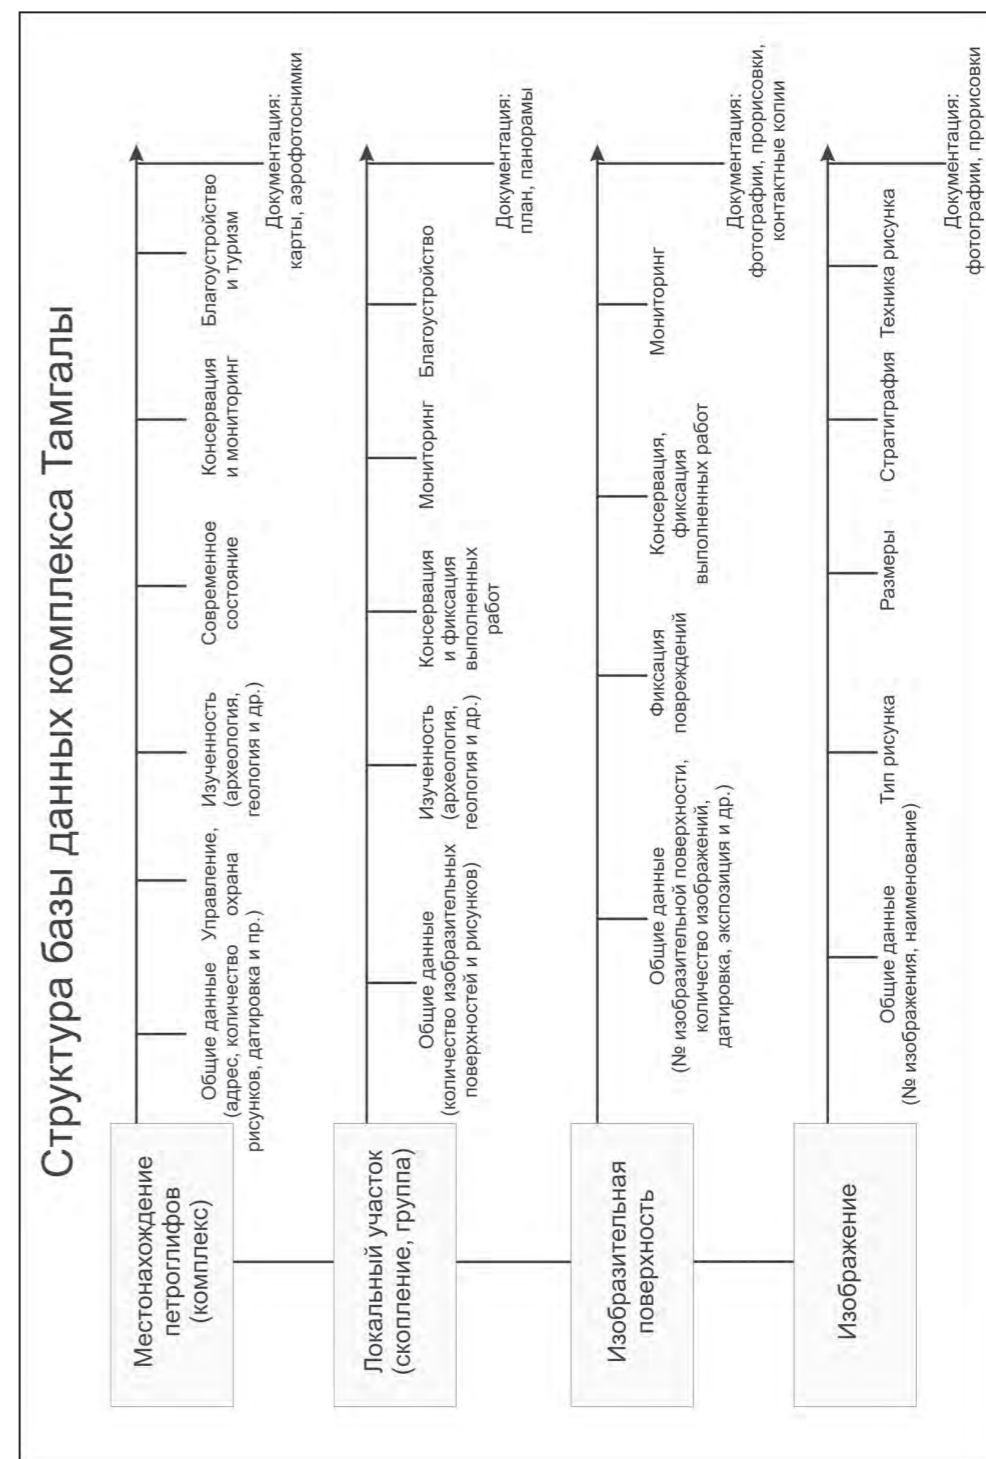 Структура базы данных комплекса Тамгалы
Местонахождение
петроглифов
(комплекс)
Общие данные
(адрес, количество
рисунков, датировка и пр.)
Управление,
охрана
Изученность
(археология,
геология и др.)
Современное
состояние
Консервация
и мониторинг
Благоустройство
и туризм
Документация:
карты, аэрофотоснимки
Локальный участок
(скопление, группа)
Общие данные
(количество изобразительных
поверхностей и рисунков)
Изученность
(археология,
геология и др.)
Консервация
и фиксация
выполненных
работ
Мониторинг
Благоустройство
Документация:
план, панорамы
Изобразительная
поверхность
Общие данные
(№ изобразительной поверхности,
количество изображений,
датировка, экспозиция и др.)
Фиксация
повреждений
Консервация,
фиксация
выполненных работ
Мониторинг
Документация:
фотографии, прорисовки,
контактные копии
Изображение
Общие данные
(№ изображения, наименование)
Тип рисунка
Размеры
Стратиграфия
Техника рисунка
Документация:
фотографии, прорисовки